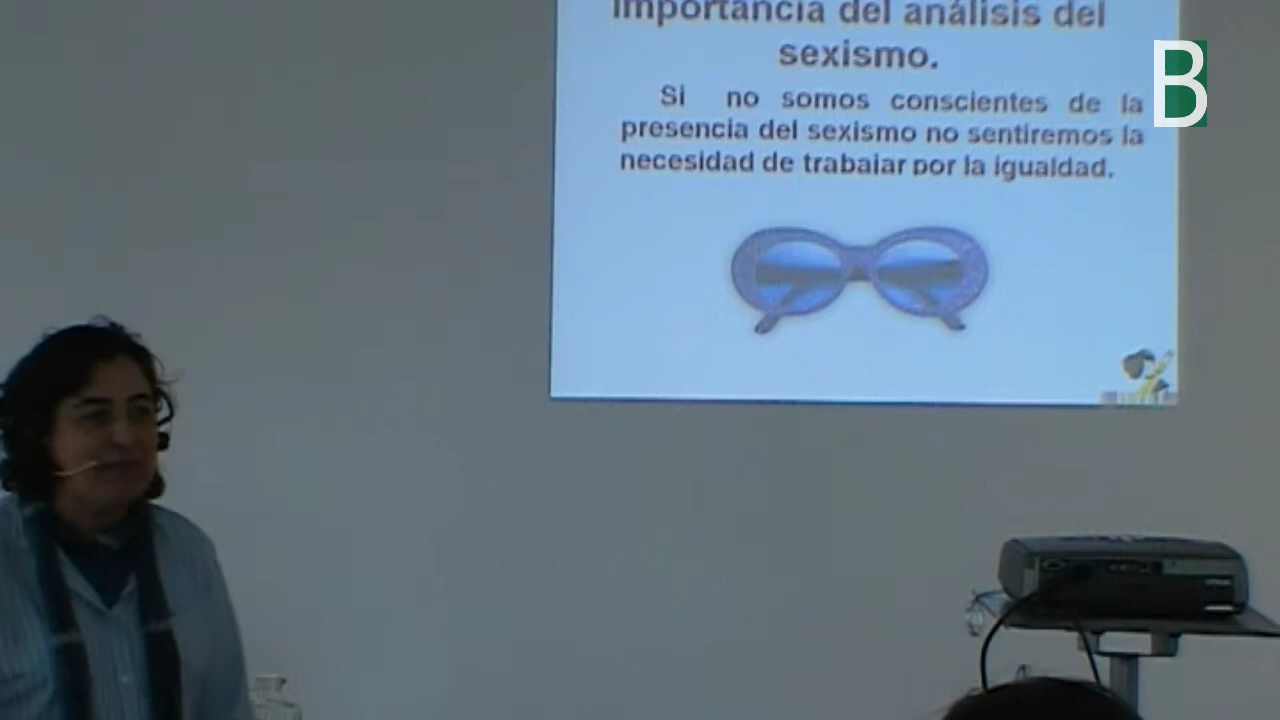 Importancia del análisis del
sexismo.
Si no somos conscientes de la
presencia del sexismo no sentiremos la
necesidad de trabajar por la igualdad.
B